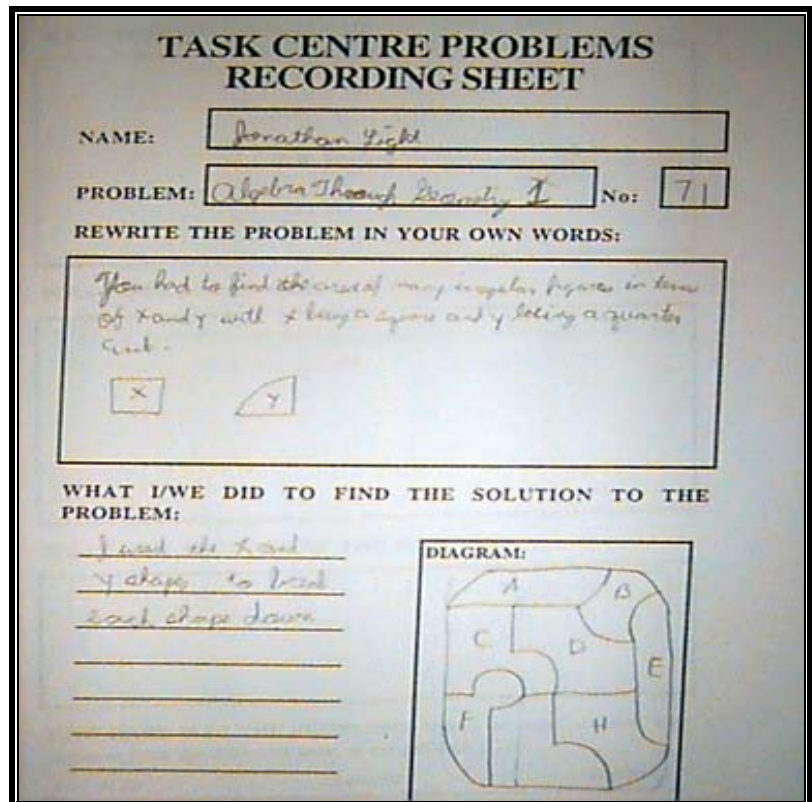 TASK CENTRE PROBLEMS
RECORDING SHEET
NAME: Jonathan Light
PROBLEM: Algebra Through Geometry I No: 71
REWRITE THE PROBLEM IN YOUR OWN WORDS:
You had to find the area of many irregular figures in terms
of x and y with x being a square and y being a quarter
X
Y
WHAT I/WE DID TO FIND THE SOLUTION TO THE
PROBLEM:
I used the x and
y shapes to break
each shape down
DIAGRAM:
A
B
C
D
E
F
H